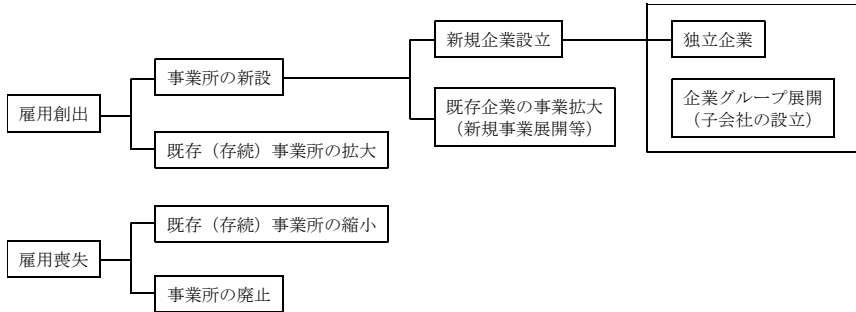 雇用創出
事業所の新設
既存（存続）事業所の拡大
新規企業設立
既存企業の事業拡大
（新規事業展開等）
独立企業
企業グループ展開
（子会社の設立）
雇用喪失
既存（存続）事業所の縮小
事業所の廃止